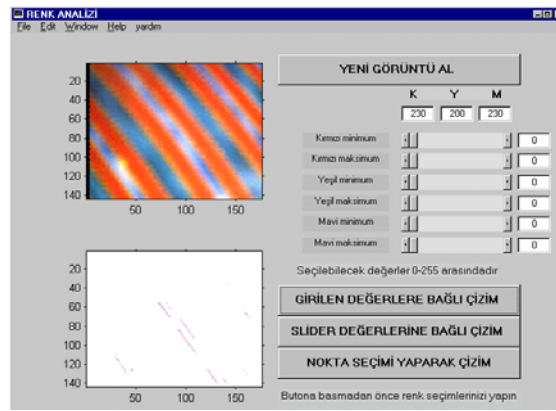 RENK ANALİZİ
File Edit Window Help yardım
YENİ GÖRÜNTÜ AL
K Y M
230 200 230
Kırmızı minimum 0
Kırmızı maksimum 0
Yeşil minimum 0
Yeşil maksimum 0
Mavi minimum 0
Mavi maksimum 0
Seçilebilecek değerler 0-255 arasındadır
GİRİLEN DEĞERLERE BAĞLI ÇİZİM
SLİDER DEĞERLERİNE BAĞLI ÇİZİM
NOKTA SEÇİMİ YAPARAK ÇİZİM
Butona basmadan önce renk seçimlerinizi yapın
20
40
60
80
100
120
140
50 100 150
20
40
60
80
100
120
140
50 100 150